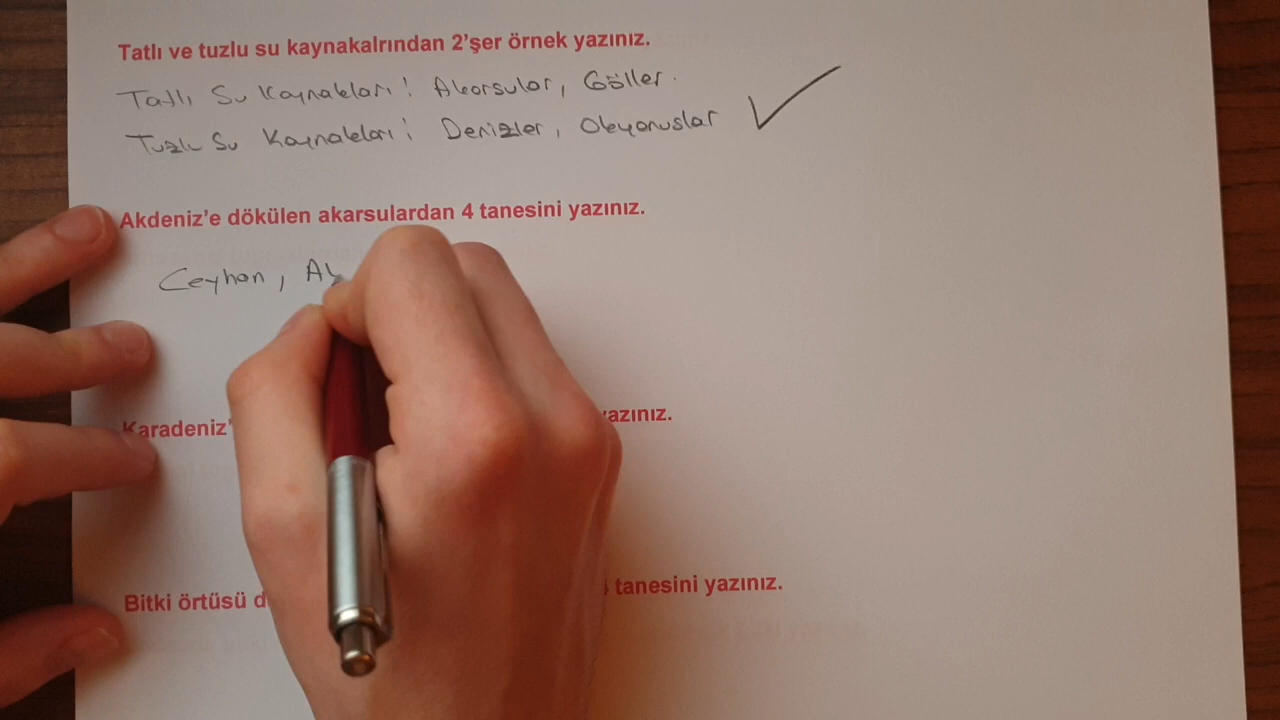 Tatlı ve tuzlu su kaynakalrından 2'şer örnek yazınız.
Tatlı Su Kaynakları: Akarsular, Göller.
Tuzlu Su Kaynakları: Denizler, Okyanuslar
Akdeniz'e dökülen akarsulardan 4 tanesini yazınız.
Ceyhan,
Karadeniz' yazınız.
Bitki örtüsü tanesini yazınız.